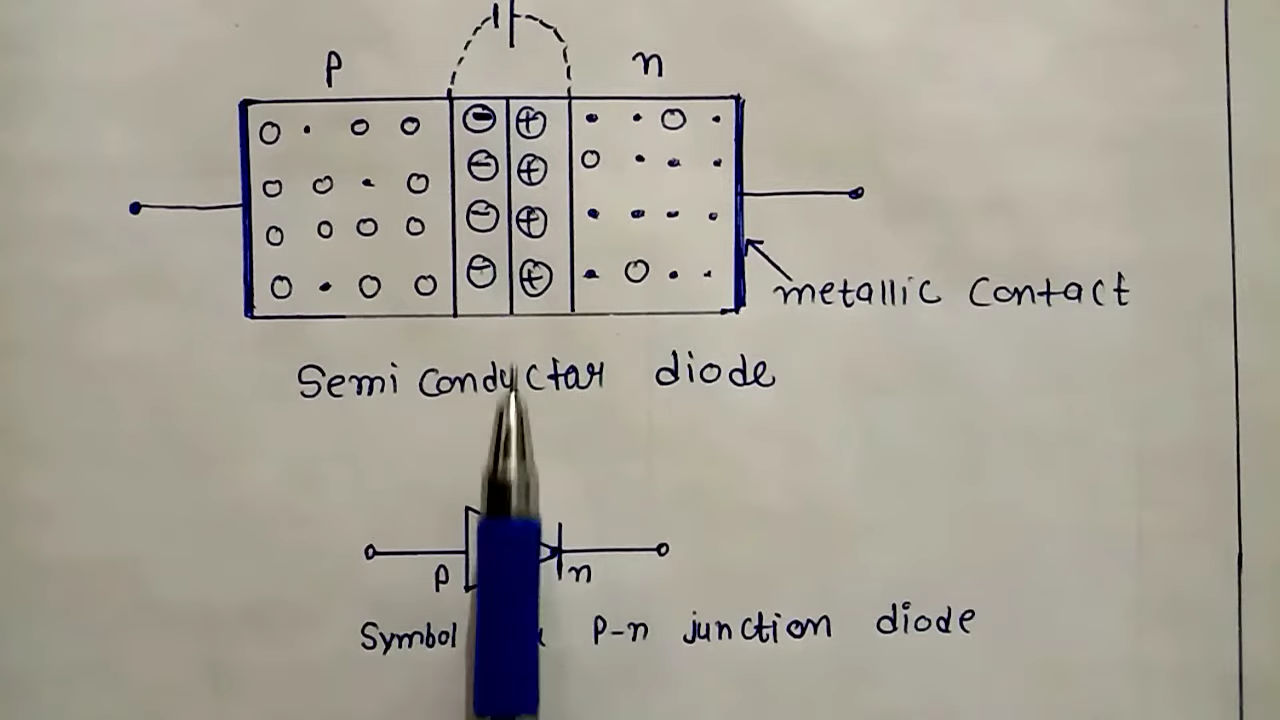 p n
metallic contact
Semi conductar diode
p n
Symbol P-n junction diode